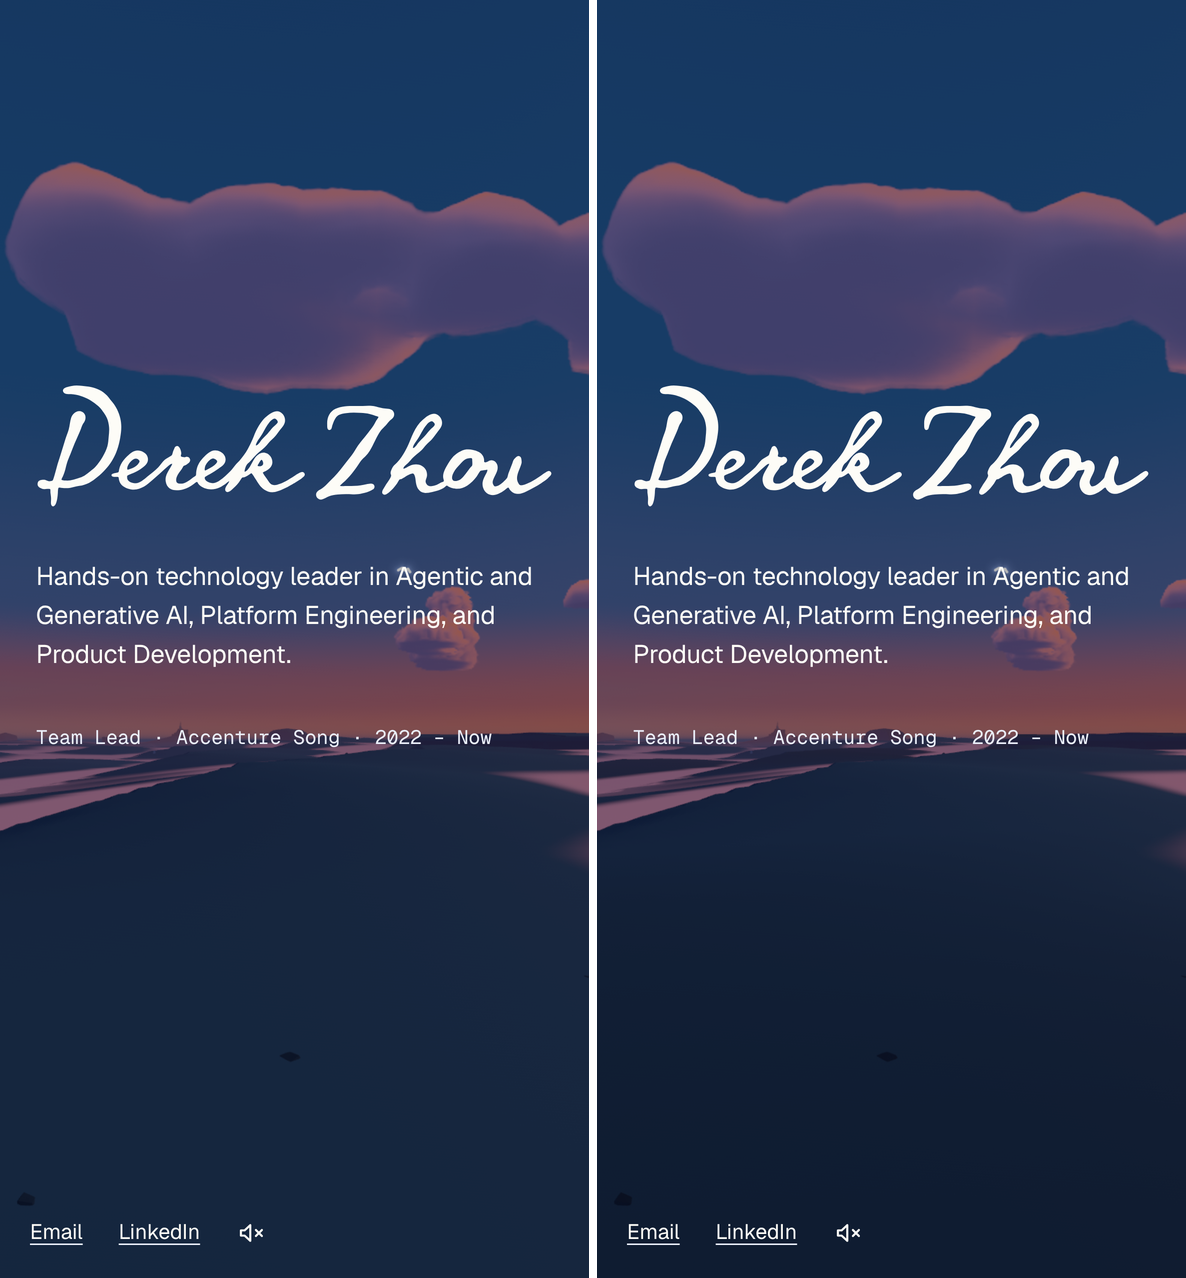 Derek Zhou
Hands-on technology leader in Agentic and
Generative AI, Platform Engineering, and
Product Development.
Team Lead · Accenture Song · 2022 – Now
Email LinkedIn
Derek Zhou
Hands-on technology leader in Agentic and
Generative AI, Platform Engineering, and
Product Development.
Team Lead · Accenture Song · 2022 – Now
Email LinkedIn